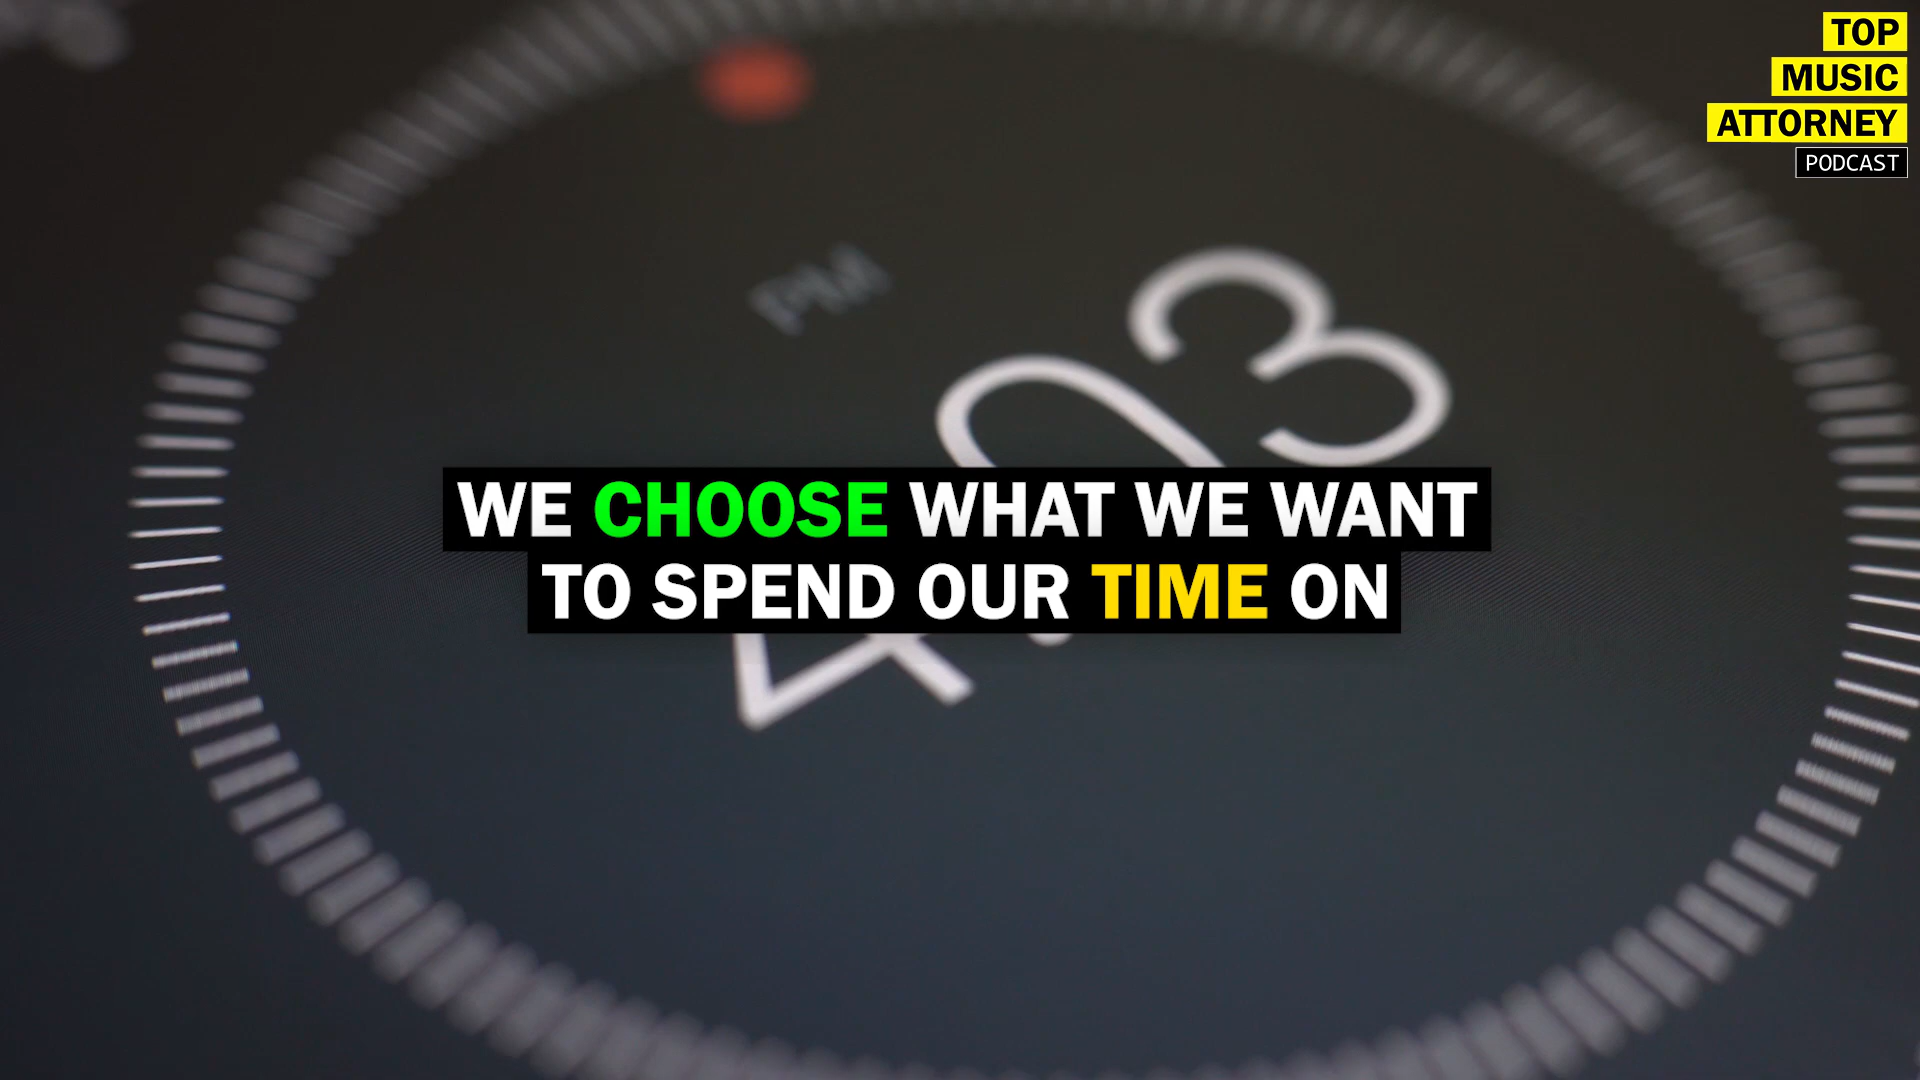 TOP
MUSIC
ATTORNEY
PODCAST
PM
WE CHOOSE WHAT WE WANT
TO SPEND OUR TIME ON